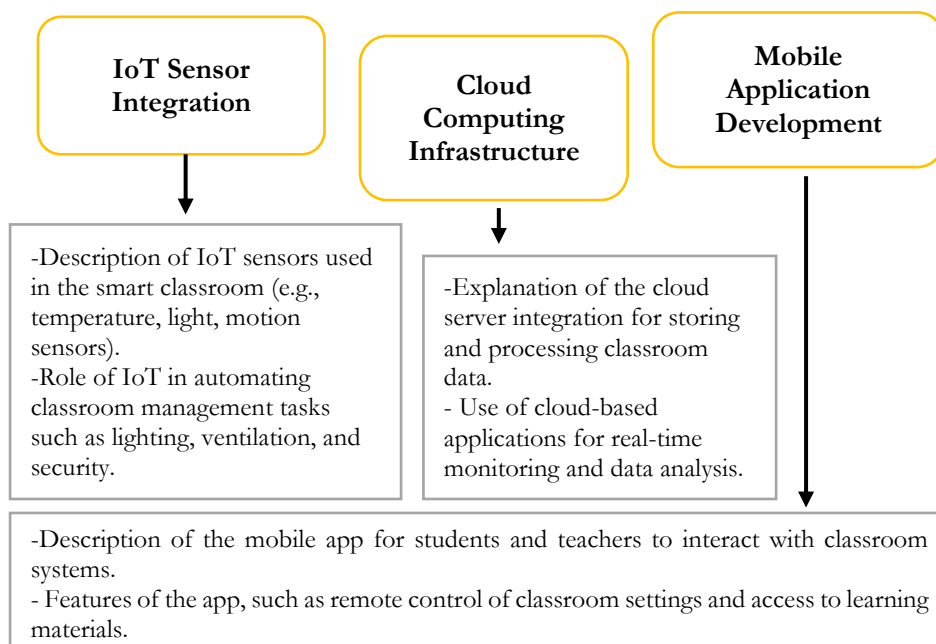 IoT Sensor
Integration
Cloud
Computing
Infrastructure
Mobile
Application
Development
-Description of IoT sensors used
in the smart classroom (e.g.,
temperature, light, motion
sensors).
-Role of IoT in automating
classroom management tasks
such as lighting, ventilation, and
security.
-Explanation of the cloud
server integration for storing
and processing classroom
data.
- Use of cloud-based
applications for real-time
monitoring and data analysis.
-Description of the mobile app for students and teachers to interact with classroom
systems.
- Features of the app, such as remote control of classroom settings and access to learning
materials.